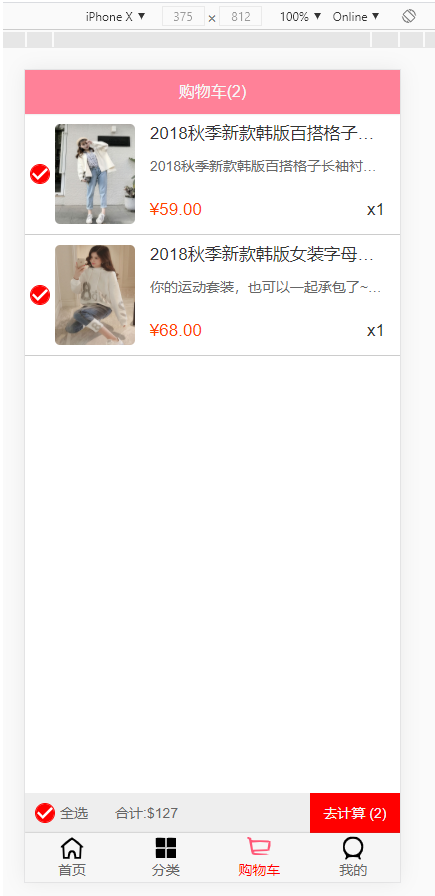 iPhone X ▼ 375 × 812 100% ▼ Online ▼
购物车(2)
2018秋季新款韩版百搭格子…
2018秋季新款韩版百搭格子长袖衬…
¥59.00 x1
2018秋季新款韩版女装字母…
你的运动套装，也可以一起承包了~…
¥68.00 x1
全选 合计:$127 去计算 (2)
首页 分类 购物车 我的